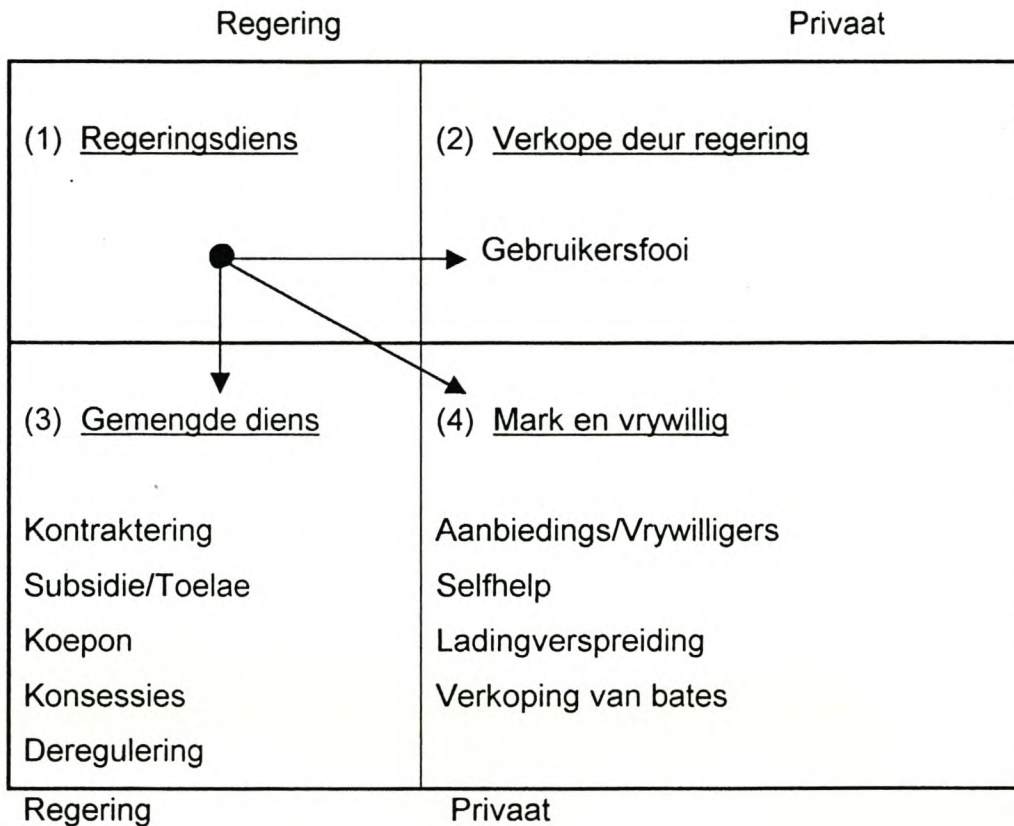 Regering Privaat
(1) Regeringsdiens
(2) Verkope deur regering
Gebruikersfooi
(3) Gemengde diens
Kontraktering
Subsidie/Toelae
Koepon
Konsessies
Deregulering
(4) Mark en vrywillig
Aanbiedings/Vrywilligers
Selfhelp
Ladingverspreiding
Verkoping van bates
Regering Privaat